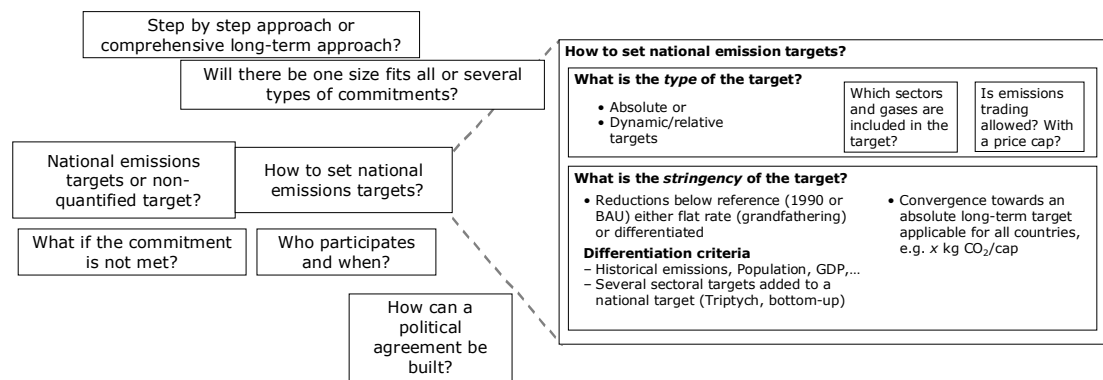 Step by step approach or
comprehensive long-term approach?
Will there be one size fits all or several
types of commitments?
National emissions
targets or non-
quantified target?
How to set national
emissions targets?
What if the commitment
is not met?
Who participates
and when?
How can a
political
agreement be
built?
How to set national emission targets?
What is the type of the target?
• Absolute or
• Dynamic/relative
targets
Which sectors
and gases are
included in the
target?
Is emissions
trading
allowed? With
a price cap?
What is the stringency of the target?
• Reductions below reference (1990 or
BAU) either flat rate (grandfathering)
or differentiated
Differentiation criteria
– Historical emissions, Population, GDP,…
– Several sectoral targets added to a
national target (Triptych, bottom-up)
• Convergence towards an
absolute long-term target
applicable for all countries,
e.g. x kg CO₂/cap